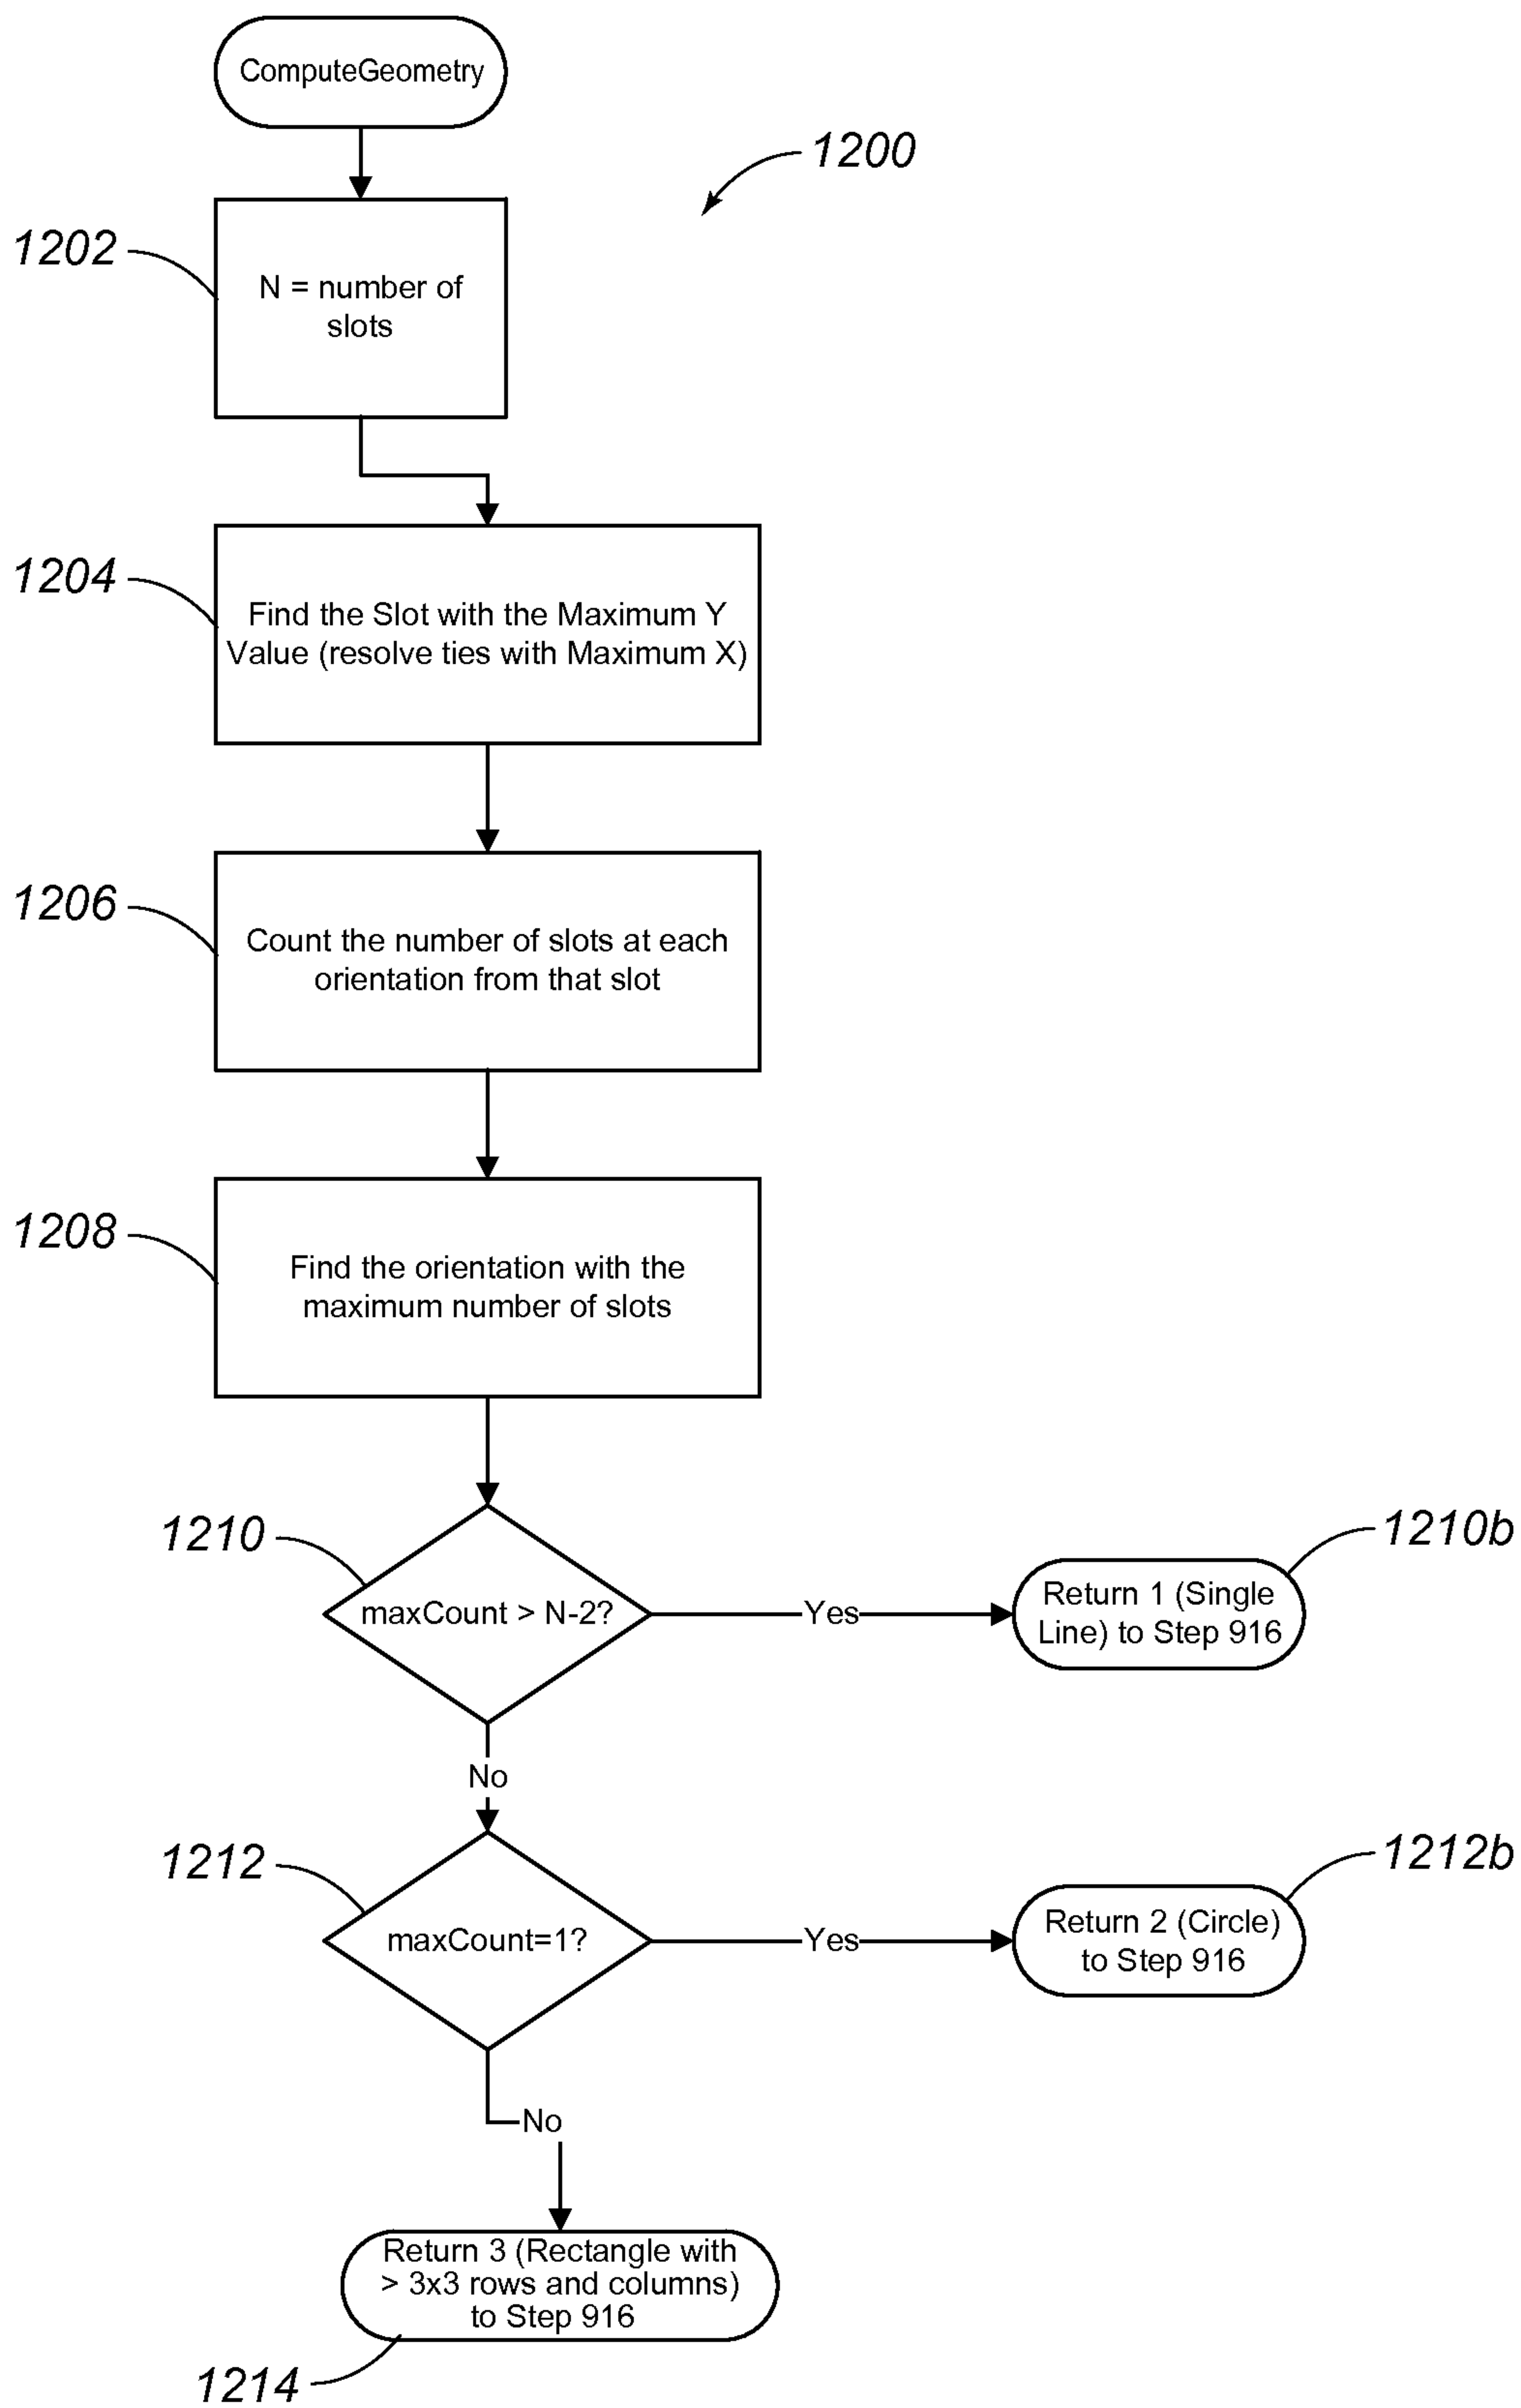 ComputeGeometry
1200
1202
N = number of
slots
1204
Find the Slot with the Maximum Y
Value (resolve ties with Maximum X)
1206
Count the number of slots at each
orientation from that slot
1208
Find the orientation with the
maximum number of slots
1210
maxCount > N-2?
Yes
1210b
Return 1 (Single
Line) to Step 916
No
1212
maxCount=1?
Yes
1212b
Return 2 (Circle)
to Step 916
No
Return 3 (Rectangle with
> 3x3 rows and columns)
to Step 916
1214